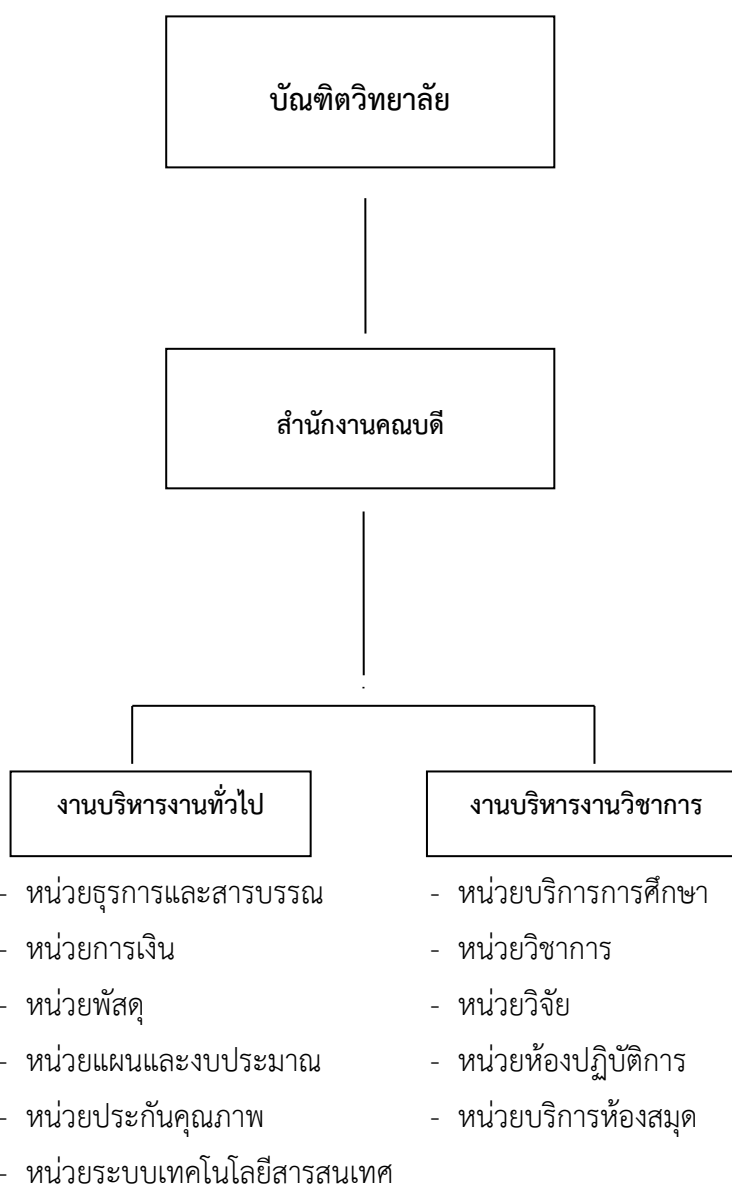 บัณฑิตวิทยาลัย
สำนักงานคณบดี
งานบริหารงานทั่วไป
- หน่วยธุรการและสารบรรณ
- หน่วยการเงิน
- หน่วยพัสดุ
- หน่วยแผนและงบประมาณ
- หน่วยประกันคุณภาพ
- หน่วยระบบเทคโนโลยีสารสนเทศ
งานบริหารงานวิชาการ
- หน่วยบริการการศึกษา
- หน่วยวิชาการ
- หน่วยวิจัย
- หน่วยห้องปฏิบัติการ
- หน่วยบริการห้องสมุด